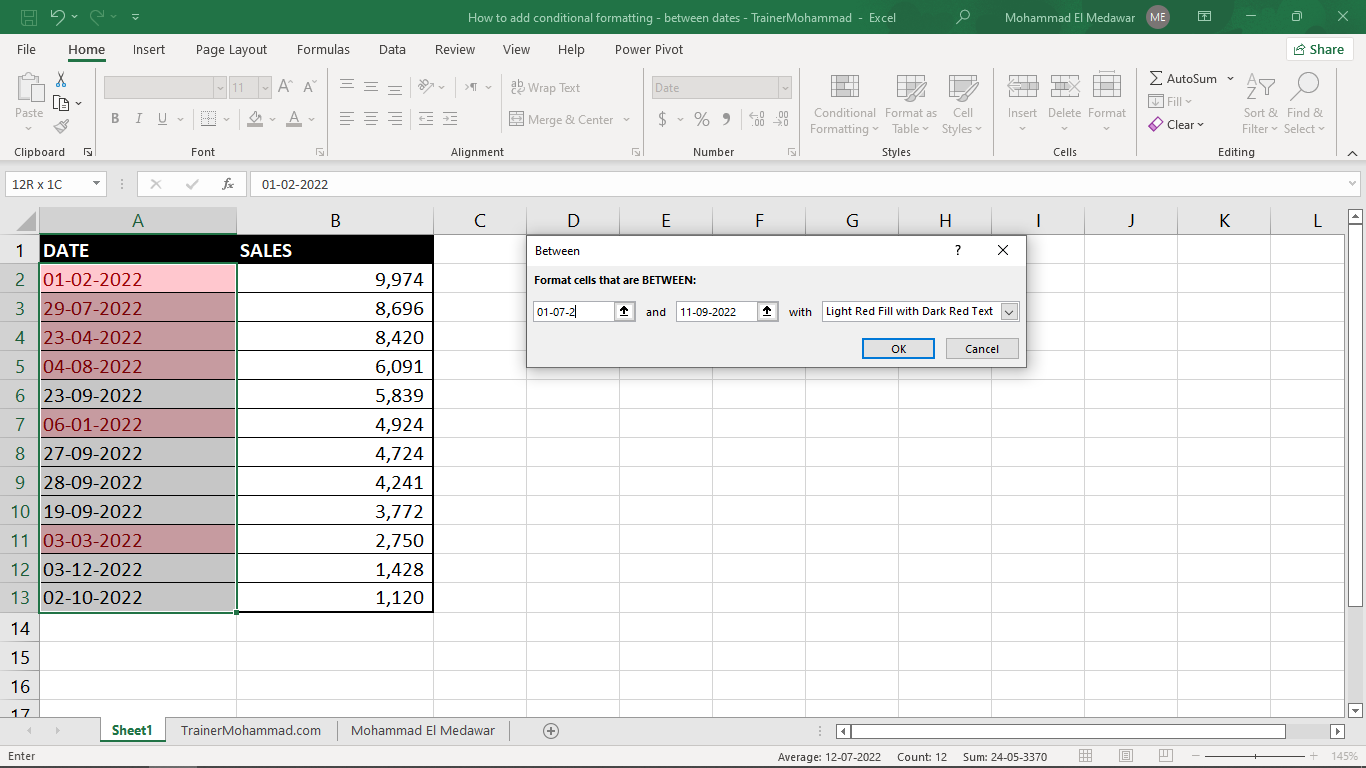 How to add conditional formatting - between dates - TrainerMohammad - Excel
Mohammad El Medawar
ME
File Home Insert Page Layout Formulas Data Review View Help Power Pivot
Share
Paste
11
B I U
Wrap Text
Merge & Center
Date
$ %
Conditional Formatting
Format as Table
Cell Styles
Insert
Delete
Format
AutoSum
Fill
Clear
Sort & Filter
Find & Select
Clipboard Font Alignment Number Styles Cells Editing
12R x 1C
fx
01-02-2022
A B C D E F G H I J K L
1 DATE SALES
2 01-02-2022 9,974
3 29-07-2022 8,696
4 23-04-2022 8,420
5 04-08-2022 6,091
6 23-09-2022 5,839
7 06-01-2022 4,924
8 27-09-2022 4,724
9 28-09-2022 4,241
10 19-09-2022 3,772
11 03-03-2022 2,750
12 03-12-2022 1,428
13 02-10-2022 1,120
14
15
16
17
Between
?
Format cells that are BETWEEN:
01-07-2 and 11-09-2022 with Light Red Fill with Dark Red Text
OK Cancel
Sheet1 TrainerMohammad.com Mohammad El Medawar
Enter
Average: 12-07-2022 Count: 12 Sum: 24-05-3370
145%